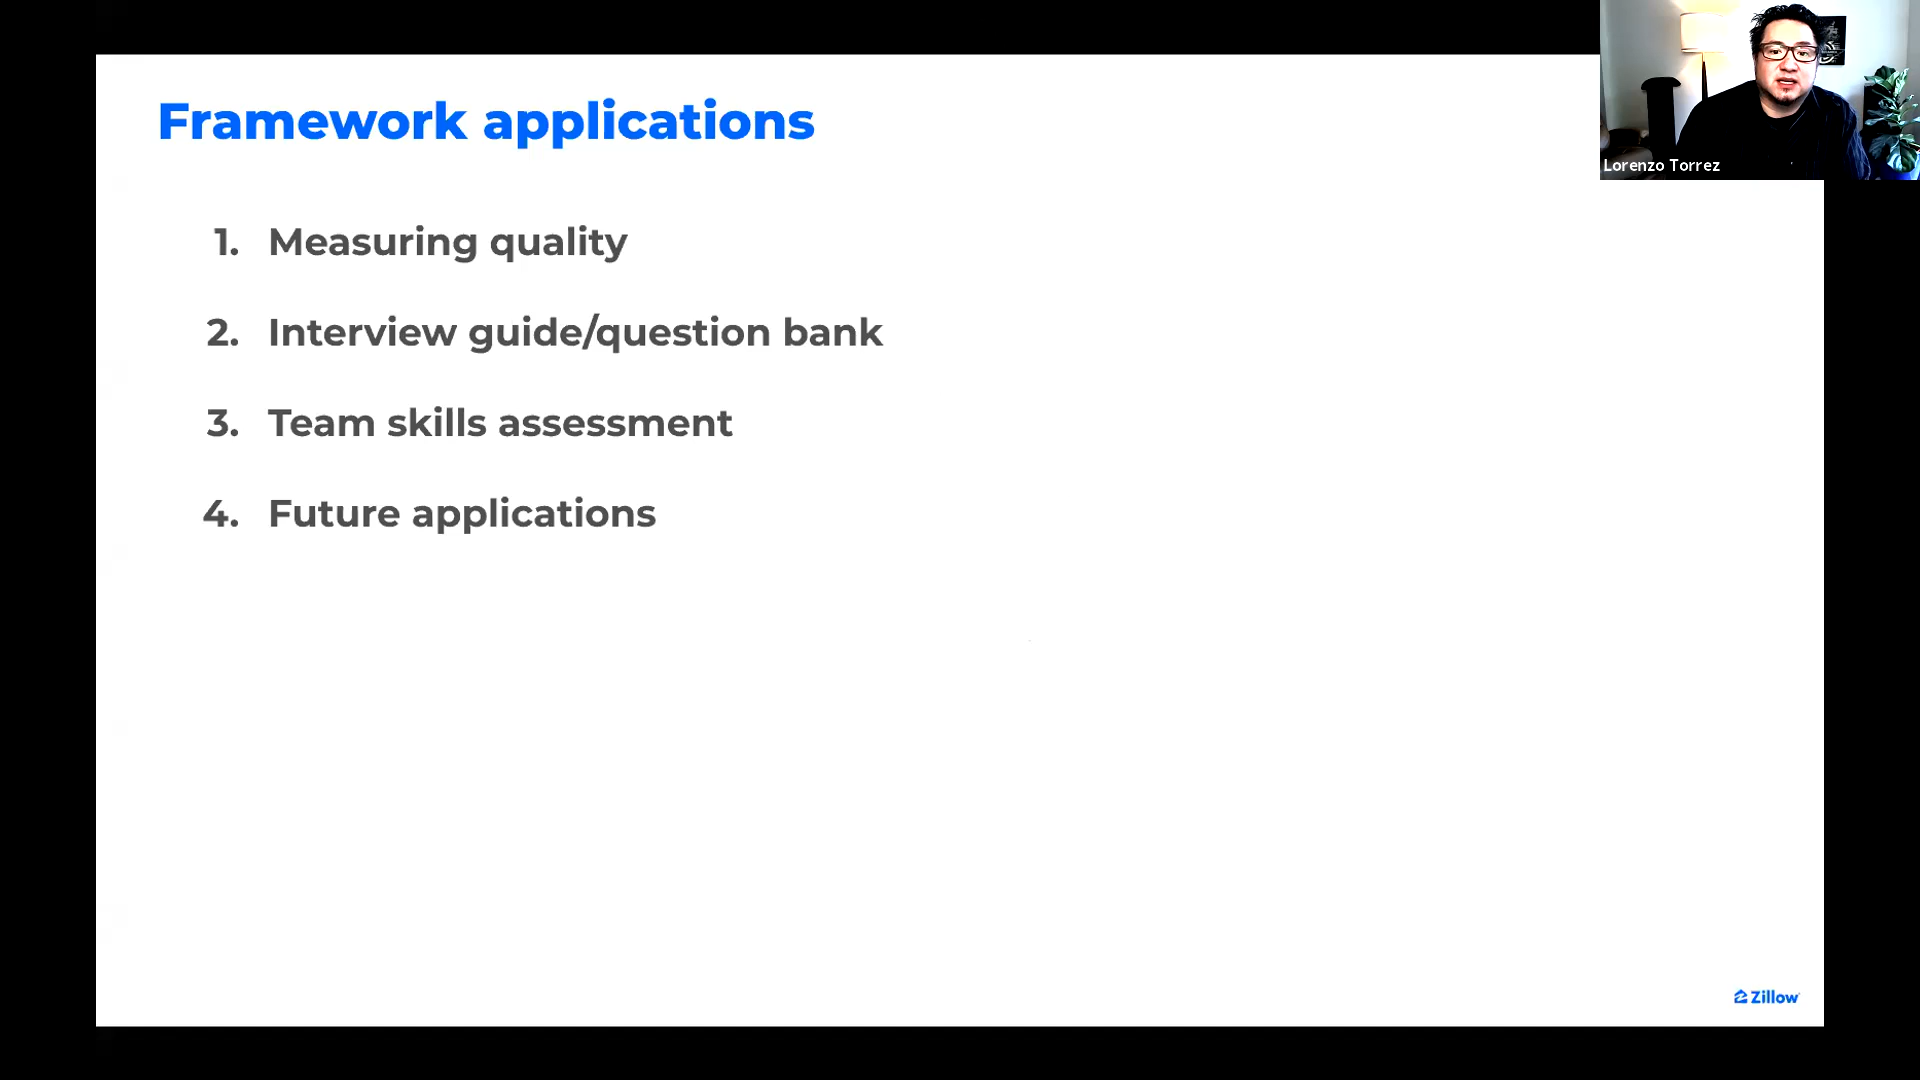 Framework applications
1. Measuring quality
2. Interview guide/question bank
3. Team skills assessment
4. Future applications
Lorenzo Torrez
Zillow